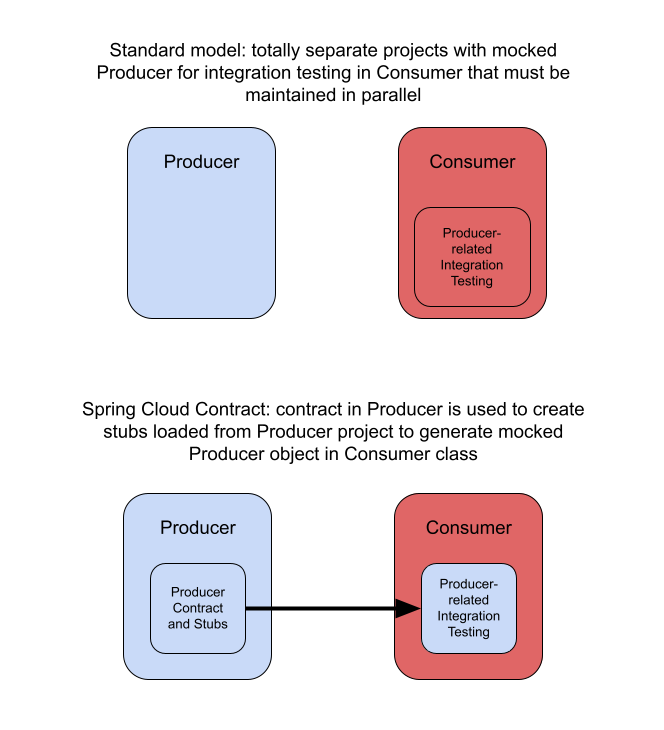 Standard model: totally separate projects with mocked
Producer for integration testing in Consumer that must be
maintained in parallel
Producer
Consumer
Producer-
related
Integration
Testing
Spring Cloud Contract: contract in Producer is used to create
stubs loaded from Producer project to generate mocked
Producer object in Consumer class
Producer
Consumer
Producer
Contract
and Stubs
Producer-
related
Integration
Testing